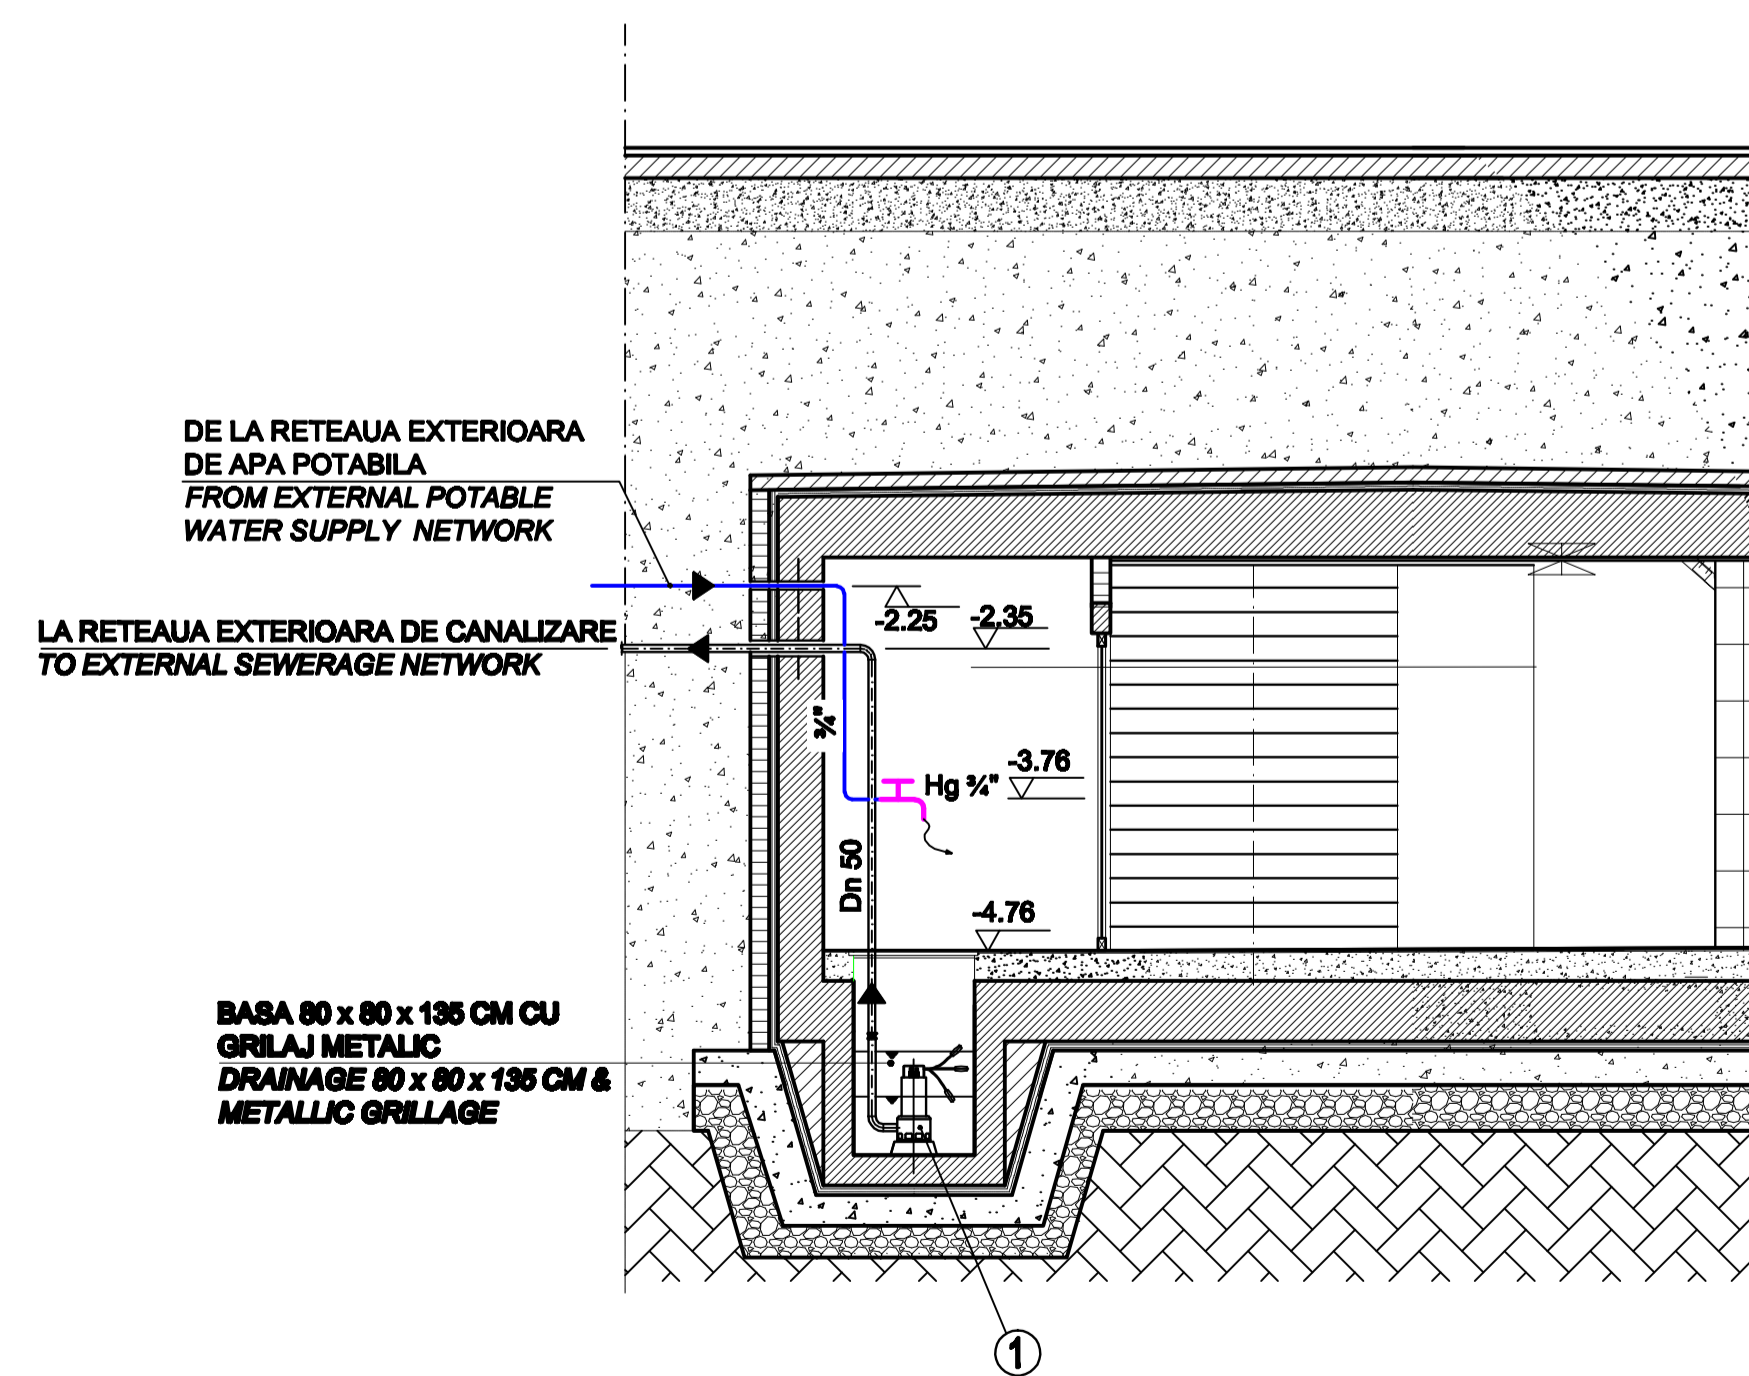 DE LA RETEAUA EXTERIOARA
DE APA POTABILA
FROM EXTERNAL POTABLE
WATER SUPPLY NETWORK
-2.25
-2.35
LA RETEAUA EXTERIOARA DE CANALIZARE
TO EXTERNAL SEWERAGE NETWORK
¾"
-3.76
Hg ¾"
Dn 50
-4.76
BASA 80 x 80 x 135 CM CU
GRILAJ METALIC
DRAINAGE 80 x 80 x 135 CM &
METALLIC GRILLAGE
1